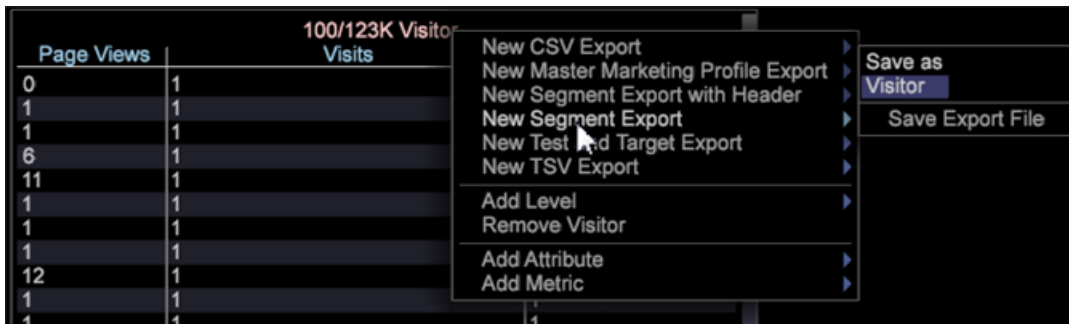 100/123K Visitor
Page Views Visits
0 1
1 1
1 1
6 1
11 1
1 1
1 1
1 1
12 1
1 1
1 1 1
New CSV Export
New Master Marketing Profile Export
New Segment Export with Header
New Segment Export
New Test and Target Export
New TSV Export
Add Level
Remove Visitor
Add Attribute
Add Metric
Save as
Visitor
Save Export File